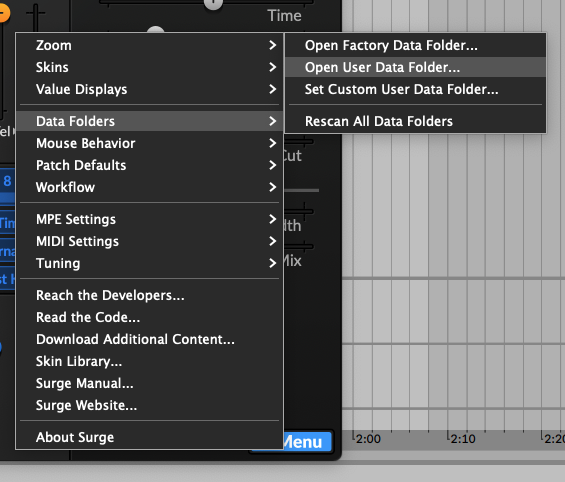 Time
Zoom
Skins
Value Displays
Data Folders
Mouse Behavior
Patch Defaults
Workflow
MPE Settings
MIDI Settings
Tuning
Reach the Developers...
Read the Code...
Download Additional Content...
Skin Library...
Surge Manual...
Surge Website...
About Surge
Open Factory Data Folder...
Open User Data Folder...
Set Custom User Data Folder...
Rescan All Data Folders
Cut
dth
Mix
8
Menu
2:00
2:10
2:20